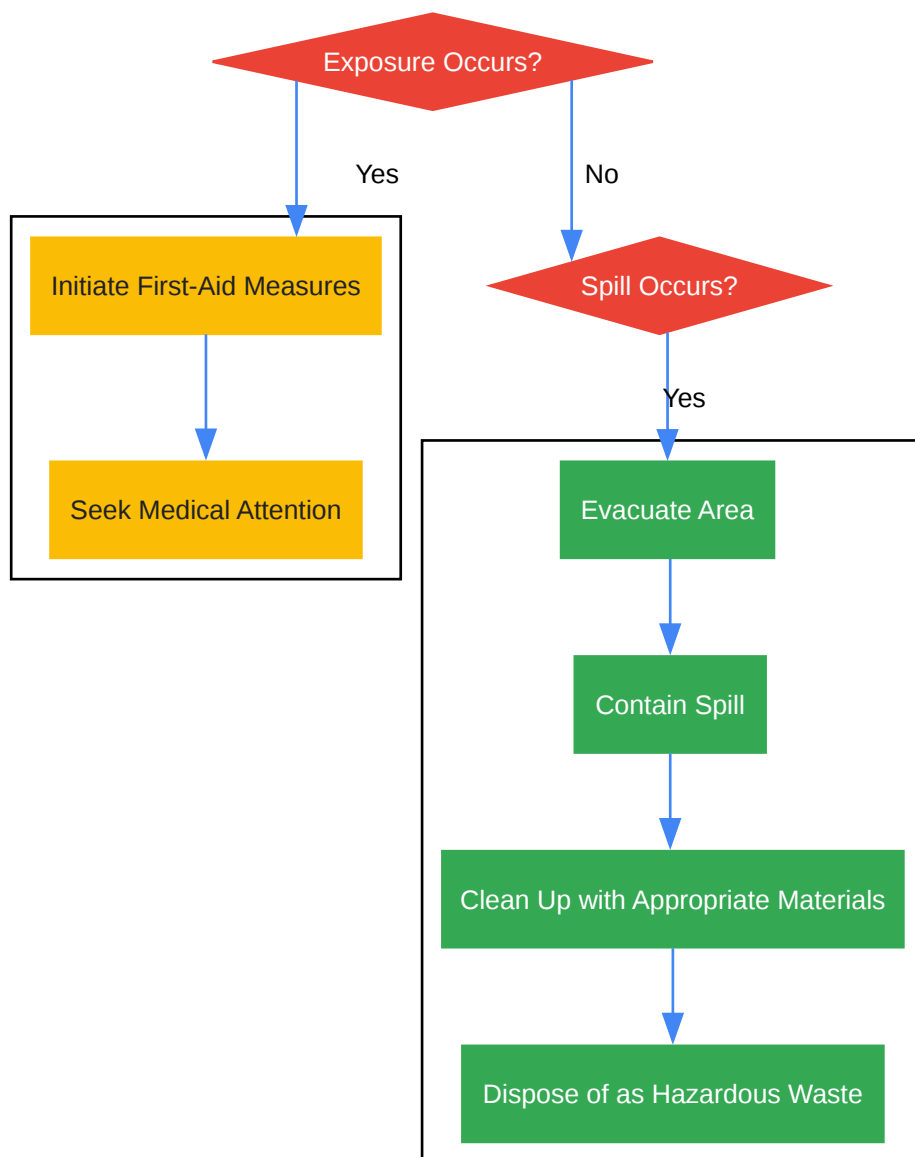 Exposure Occurs?
Yes
No
Initiate First-Aid Measures
Spill Occurs?
Yes
Seek Medical Attention
Evacuate Area
Contain Spill
Clean Up with Appropriate Materials
Dispose of as Hazardous Waste